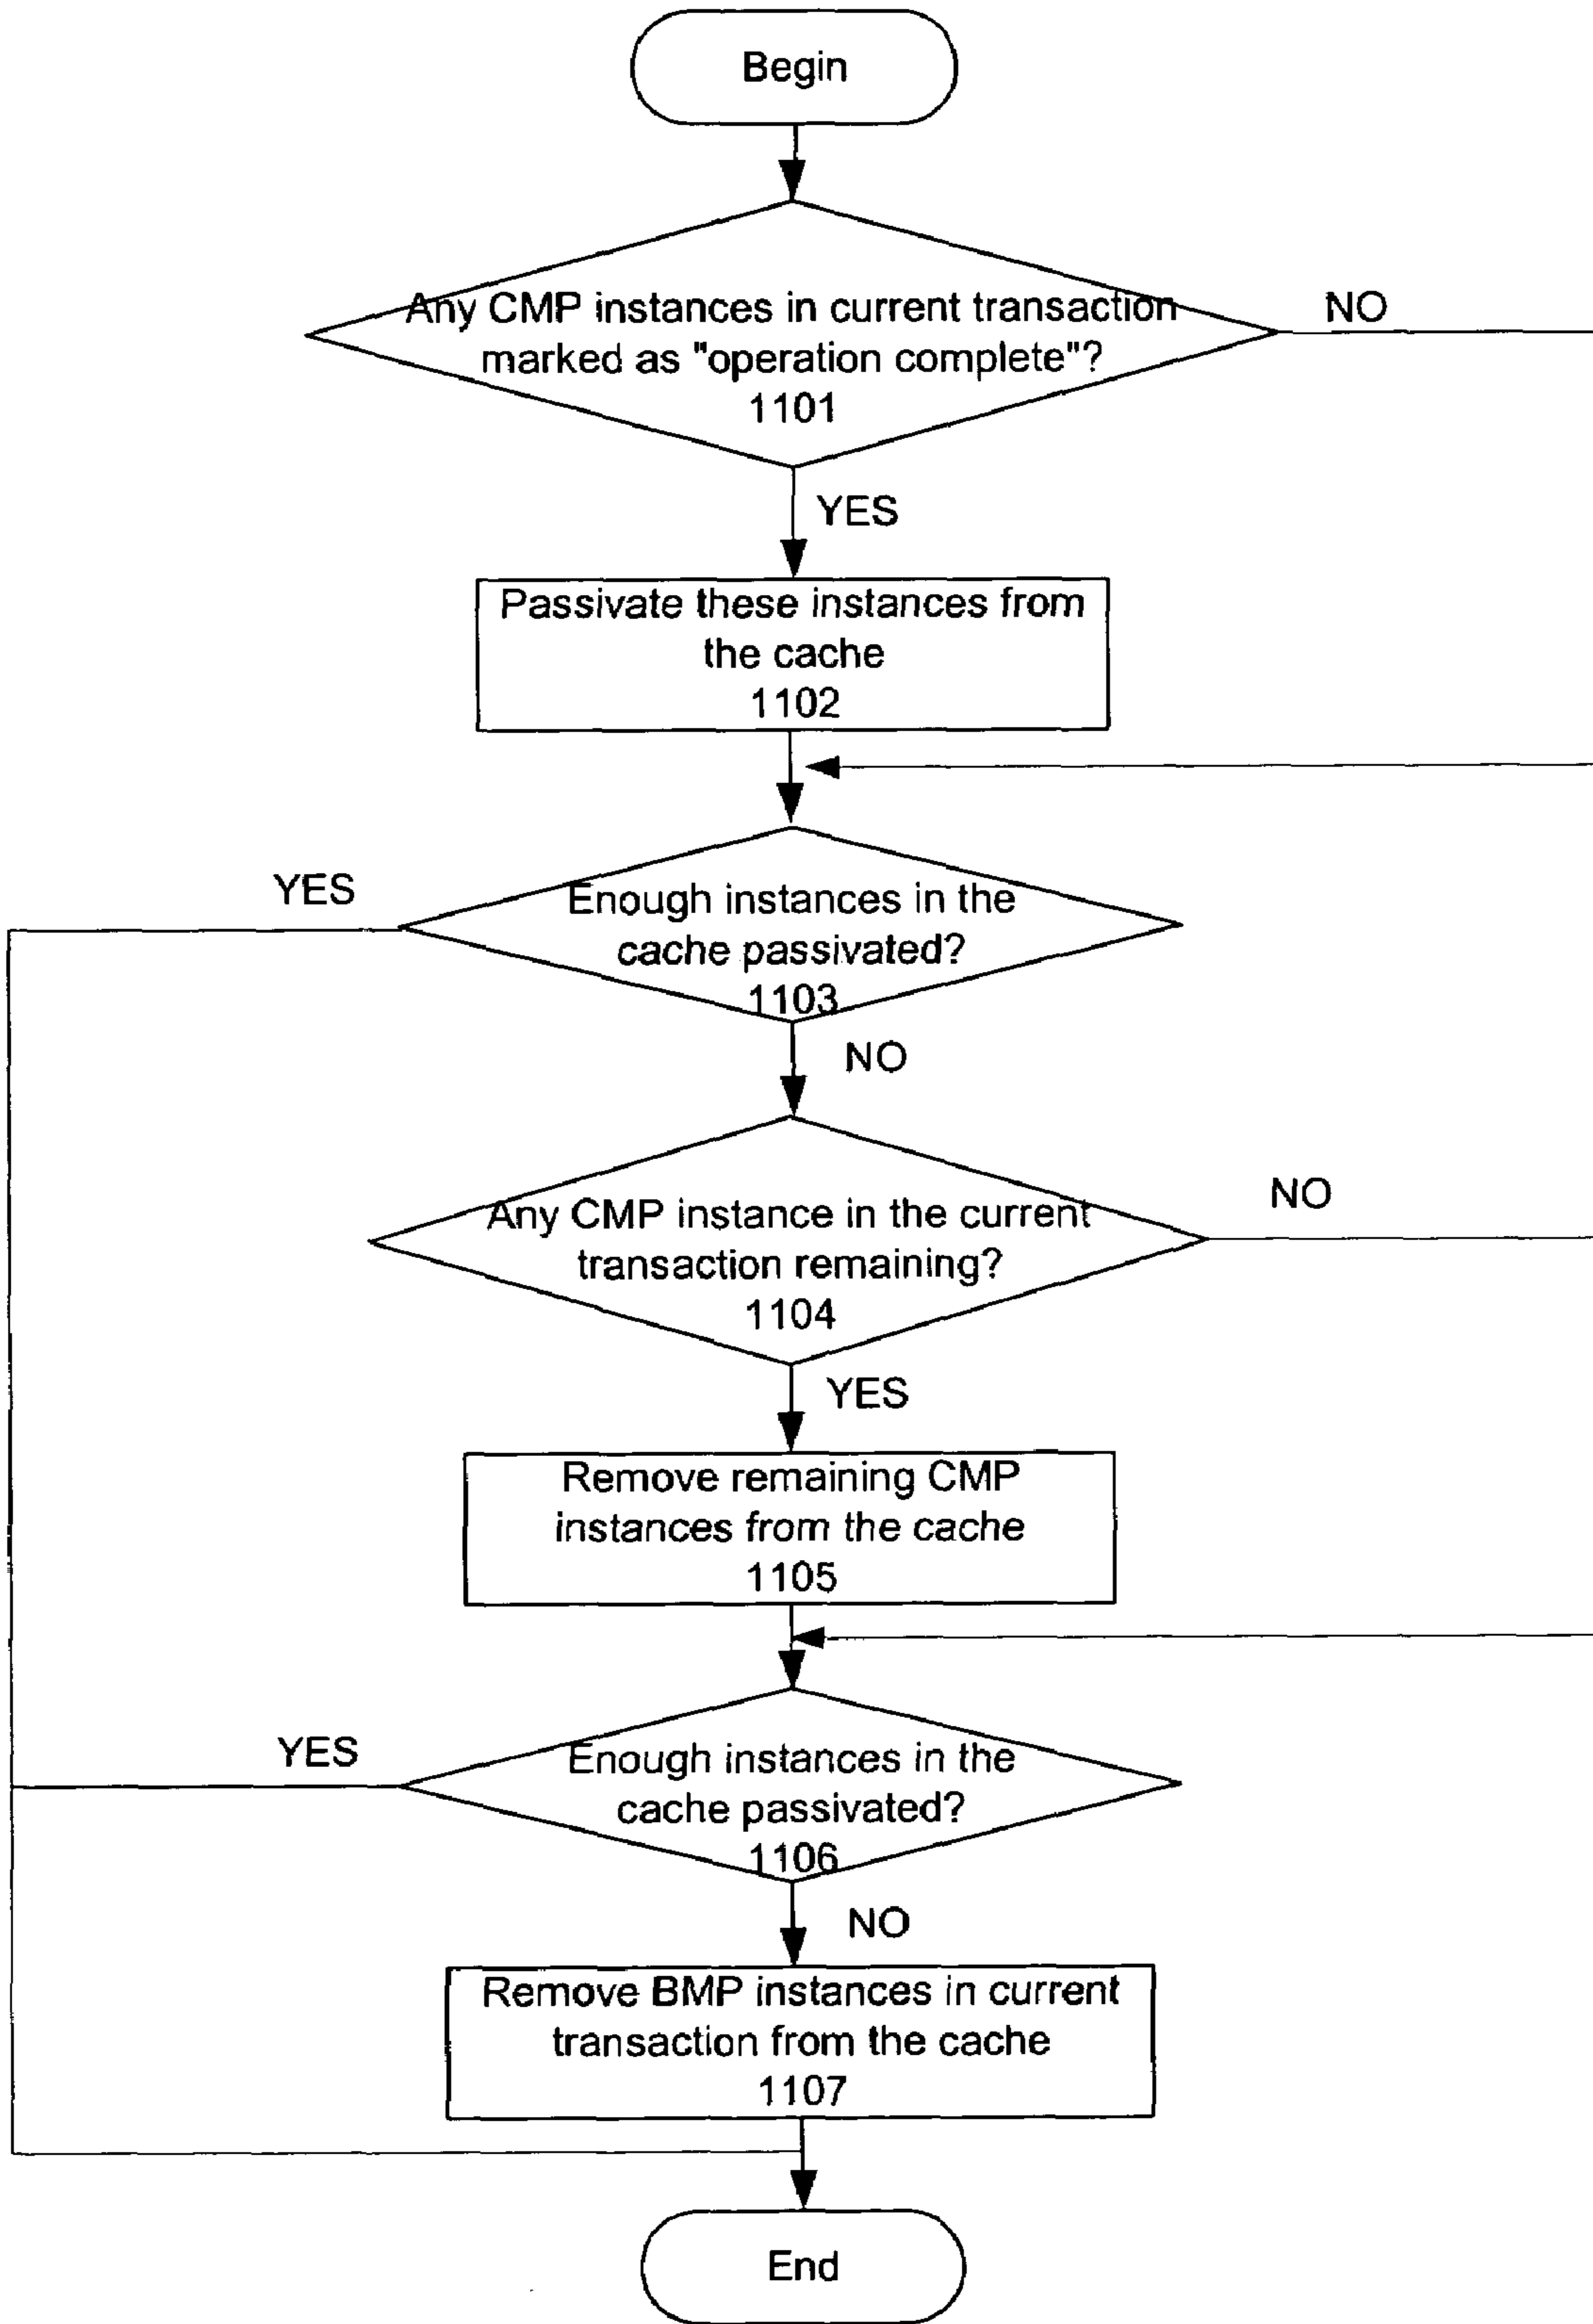 Begin
Any CMP instances in current transaction
marked as "operation complete"?
1101
NO
YES
Passivate these instances from
the cache
1102
YES
Enough instances in the
cache passivated?
1103
NO
Any CMP instance in the current
transaction remaining?
1104
NO
YES
Remove remaining CMP
instances from the cache
1105
YES
Enough instances in the
cache passivated?
1106
NO
Remove BMP instances in current
transaction from the cache
1107
End